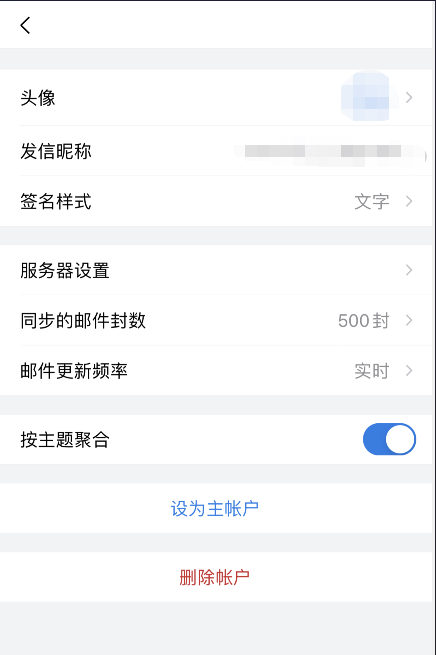 头像
发信昵称
签名样式 文字
服务器设置
同步的邮件封数 500封
邮件更新频率 实时
按主题聚合
设为主帐户
删除帐户